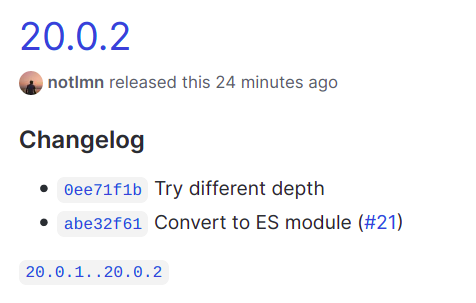 20.0.2
notlmn released this 24 minutes ago
Changelog
0ee71f1b Try different depth
abe32f61 Convert to ES module (#21)
20.0.1..20.0.2